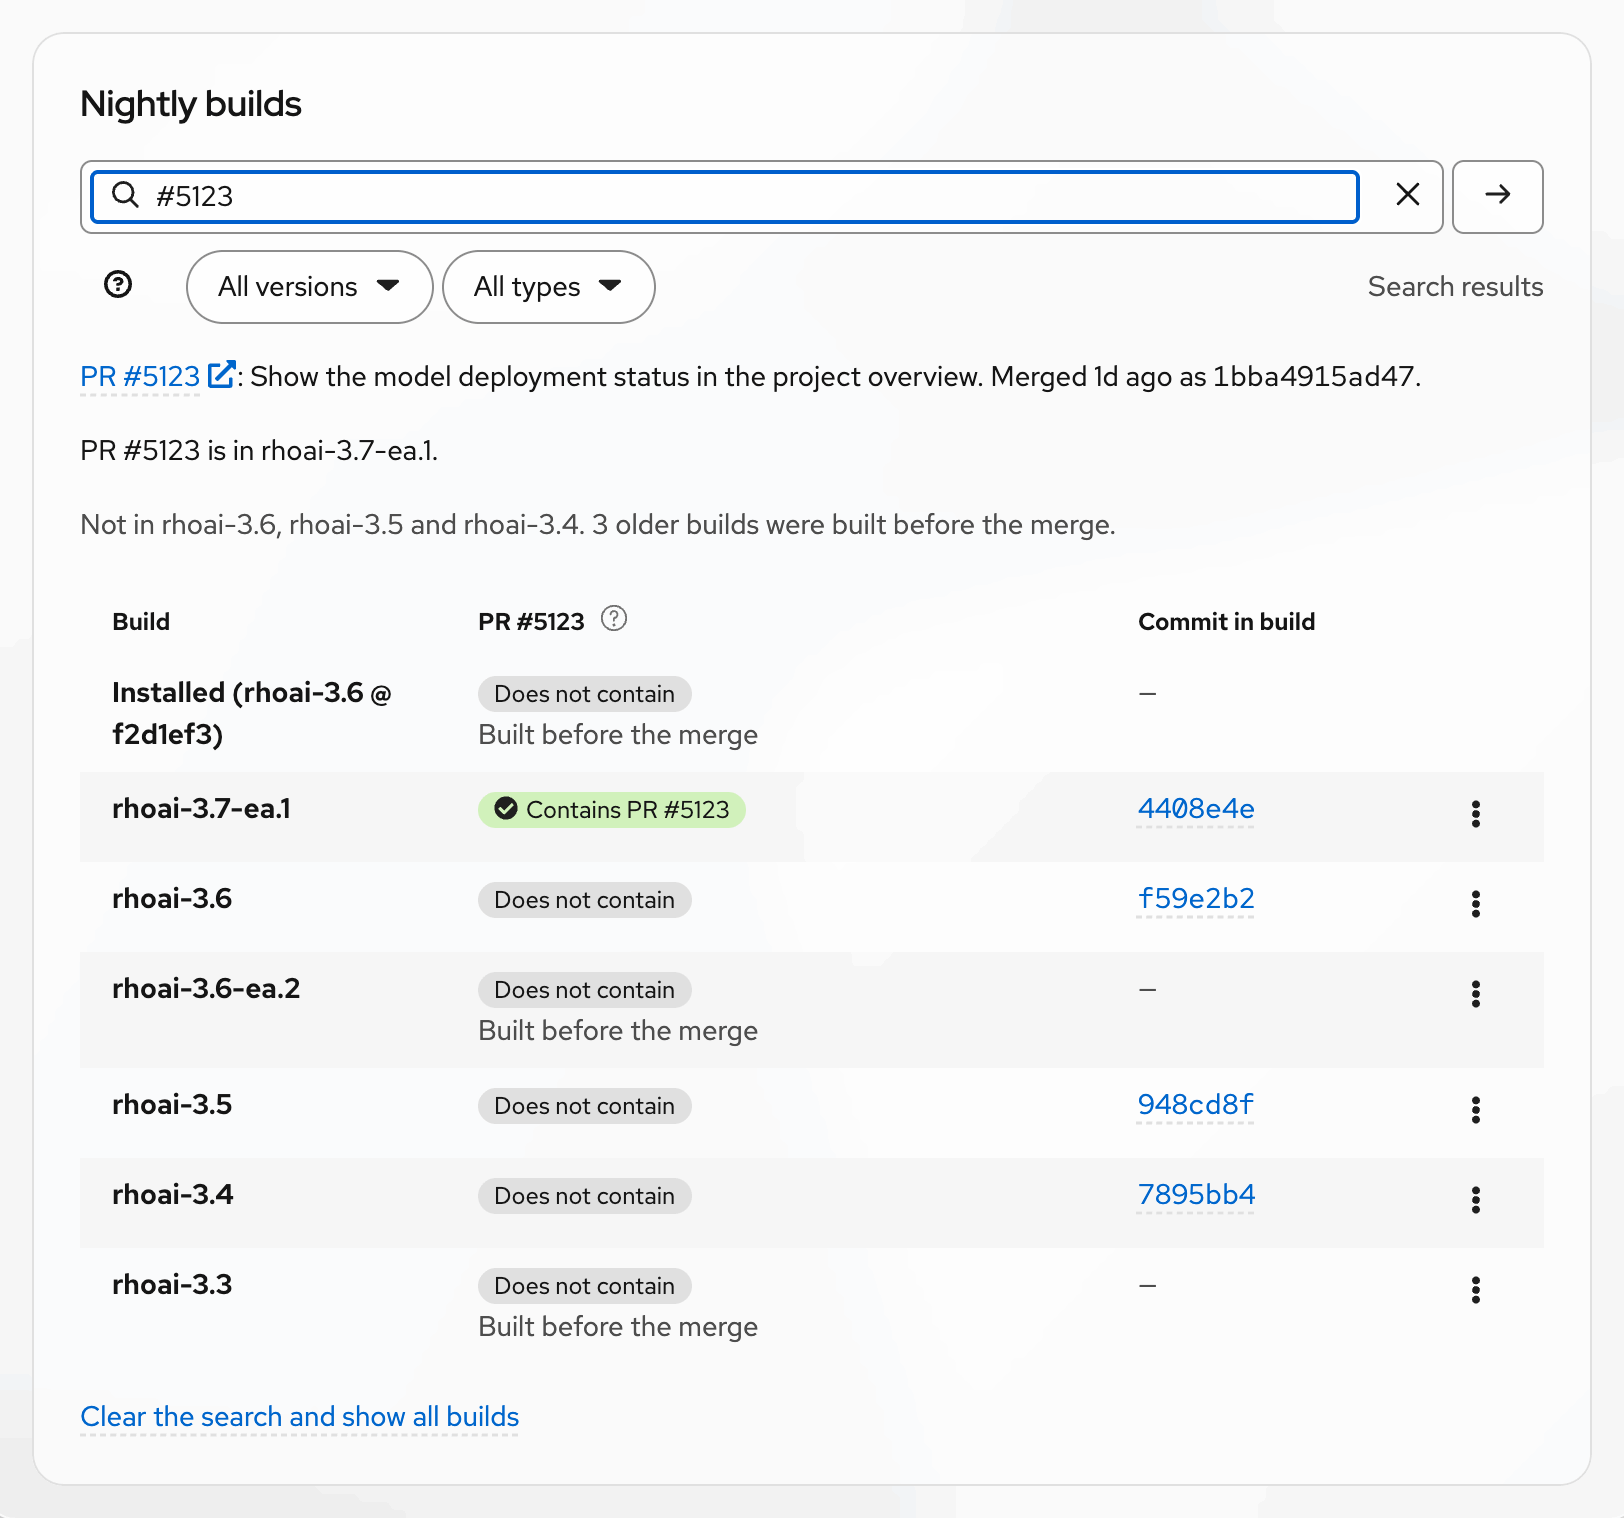 Nightly builds
#5123
All versions
All types
Search results
PR #5123 : Show the model deployment status in the project overview. Merged 1d ago as 1bba4915ad47.
PR #5123 is in rhoai-3.7-ea.1.
Not in rhoai-3.6, rhoai-3.5 and rhoai-3.4. 3 older builds were built before the merge.
Build PR #5123 Commit in build
Installed (rhoai-3.6 @ f2d1ef3) Does not contain –
Built before the merge
rhoai-3.7-ea.1 Contains PR #5123 4408e4e
rhoai-3.6 Does not contain f59e2b2
rhoai-3.6-ea.2 Does not contain –
Built before the merge
rhoai-3.5 Does not contain 948cd8f
rhoai-3.4 Does not contain 7895bb4
rhoai-3.3 Does not contain –
Built before the merge
Clear the search and show all builds